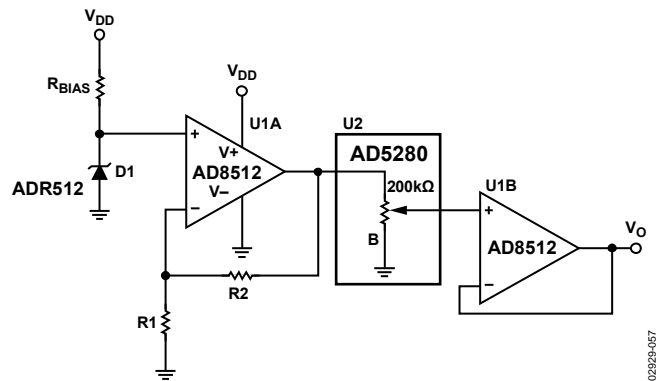 VDD
RBIAS
D1
ADR512
VDD
U1A
V+
AD8512
V–
R2
R1
U2
AD5280
200kΩ
B
U1B
AD8512
VO
02929-057